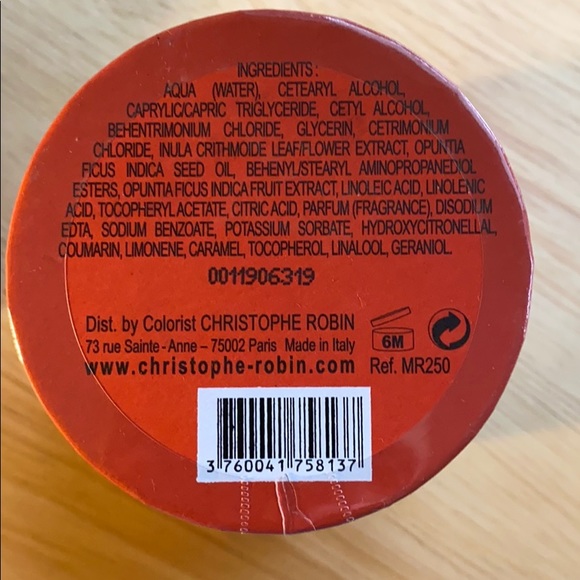 INGREDIENTS :
AQUA (WATER), CETEARYL ALCOHOL,
CAPRYLIC/CAPRIC TRIGLYCERIDE, CETYL ALCOHOL,
BEHENTRIMONIUM CHLORIDE, GLYCERIN, CETRIMONIUM
CHLORIDE, INULA CRITHMOIDE LEAF/FLOWER EXTRACT, OPUNTIA
FICUS INDICA SEED OIL, BEHENYL/STEARYL AMINOPROPANEDIOL
ESTERS, OPUNTIA FICUS INDICA FRUIT EXTRACT, LINOLEIC ACID, LINOLENIC
ACID, TOCOPHERYL ACETATE, CITRIC ACID, PARFUM (FRAGRANCE), DISODIUM
EDTA, SODIUM BENZOATE, POTASSIUM SORBATE, HYDROXYCITRONELLAL,
COUMARIN, LIMONENE, CARAMEL, TOCOPHEROL, LINALOOL, GERANIOL.
0011906319
Dist. by Colorist CHRISTOPHE ROBIN
73 rue Sainte-Anne – 75002 Paris Made in Italy
www.christophe-robin.com
6M
Ref. MR250
3 760041 758137